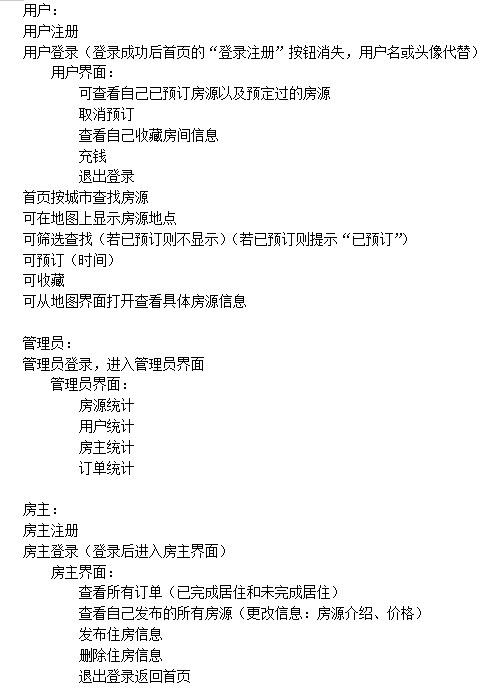 用户：
用户注册
用户登录（登录成功后首页的“登录注册”按钮消失，用户名或头像代替）
用户界面：
可查看自己已预订房源以及预定过的房源
取消预订
查看自己收藏房间信息
充钱
退出登录
首页按城市查找房源
可在地图上显示房源地点
可筛选查找（若已预订则不显示）（若已预订则提示“已预订”）
可预订（时间）
可收藏
可从地图界面打开查看具体房源信息
管理员：
管理员登录，进入管理员界面
管理员界面：
房源统计
用户统计
房主统计
订单统计
房主：
房主注册
房主登录（登录后进入房主界面）
房主界面：
查看所有订单（已完成居住和未完成居住）
查看自己发布的所有房源（更改信息：房源介绍、价格）
发布住房信息
删除住房信息
退出登录返回首页